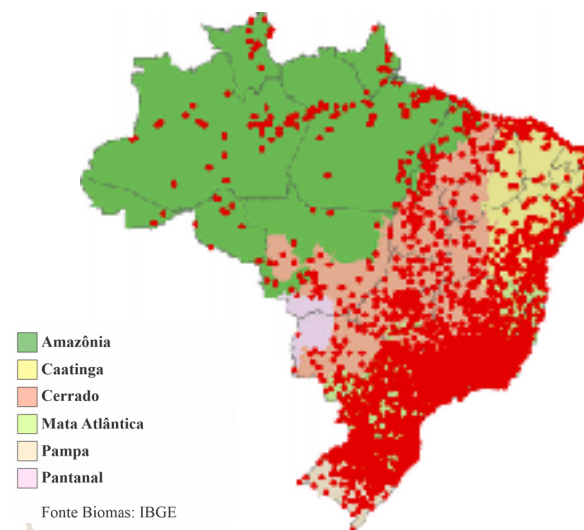 Amazônia
Caatinga
Cerrado
Mata Atlântica
Pampa
Pantanal
Fonte Biomas: IBGE